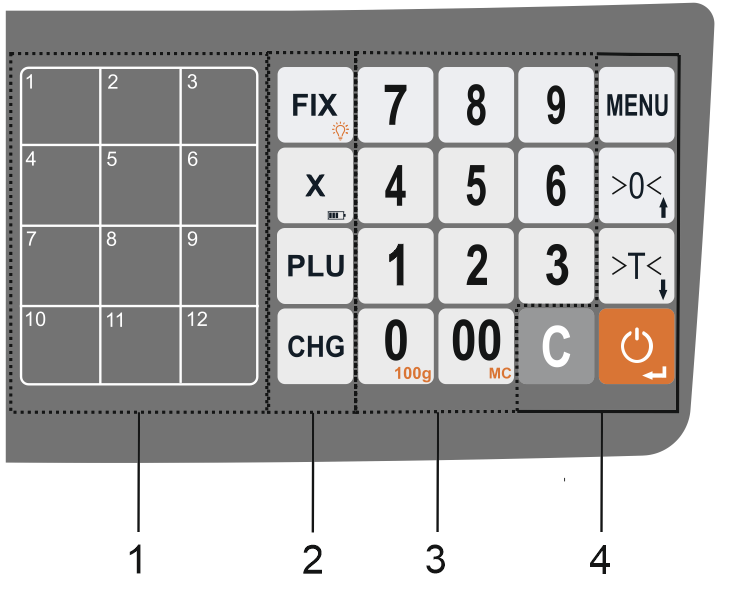 1 2 3 FIX 7 8 9 MENU
4 5 6 X 4 5 6 >0<
7 8 9 PLU 1 2 3 >T<
10 11 12 CHG 0 00 C
100g MC
1 2 3 4